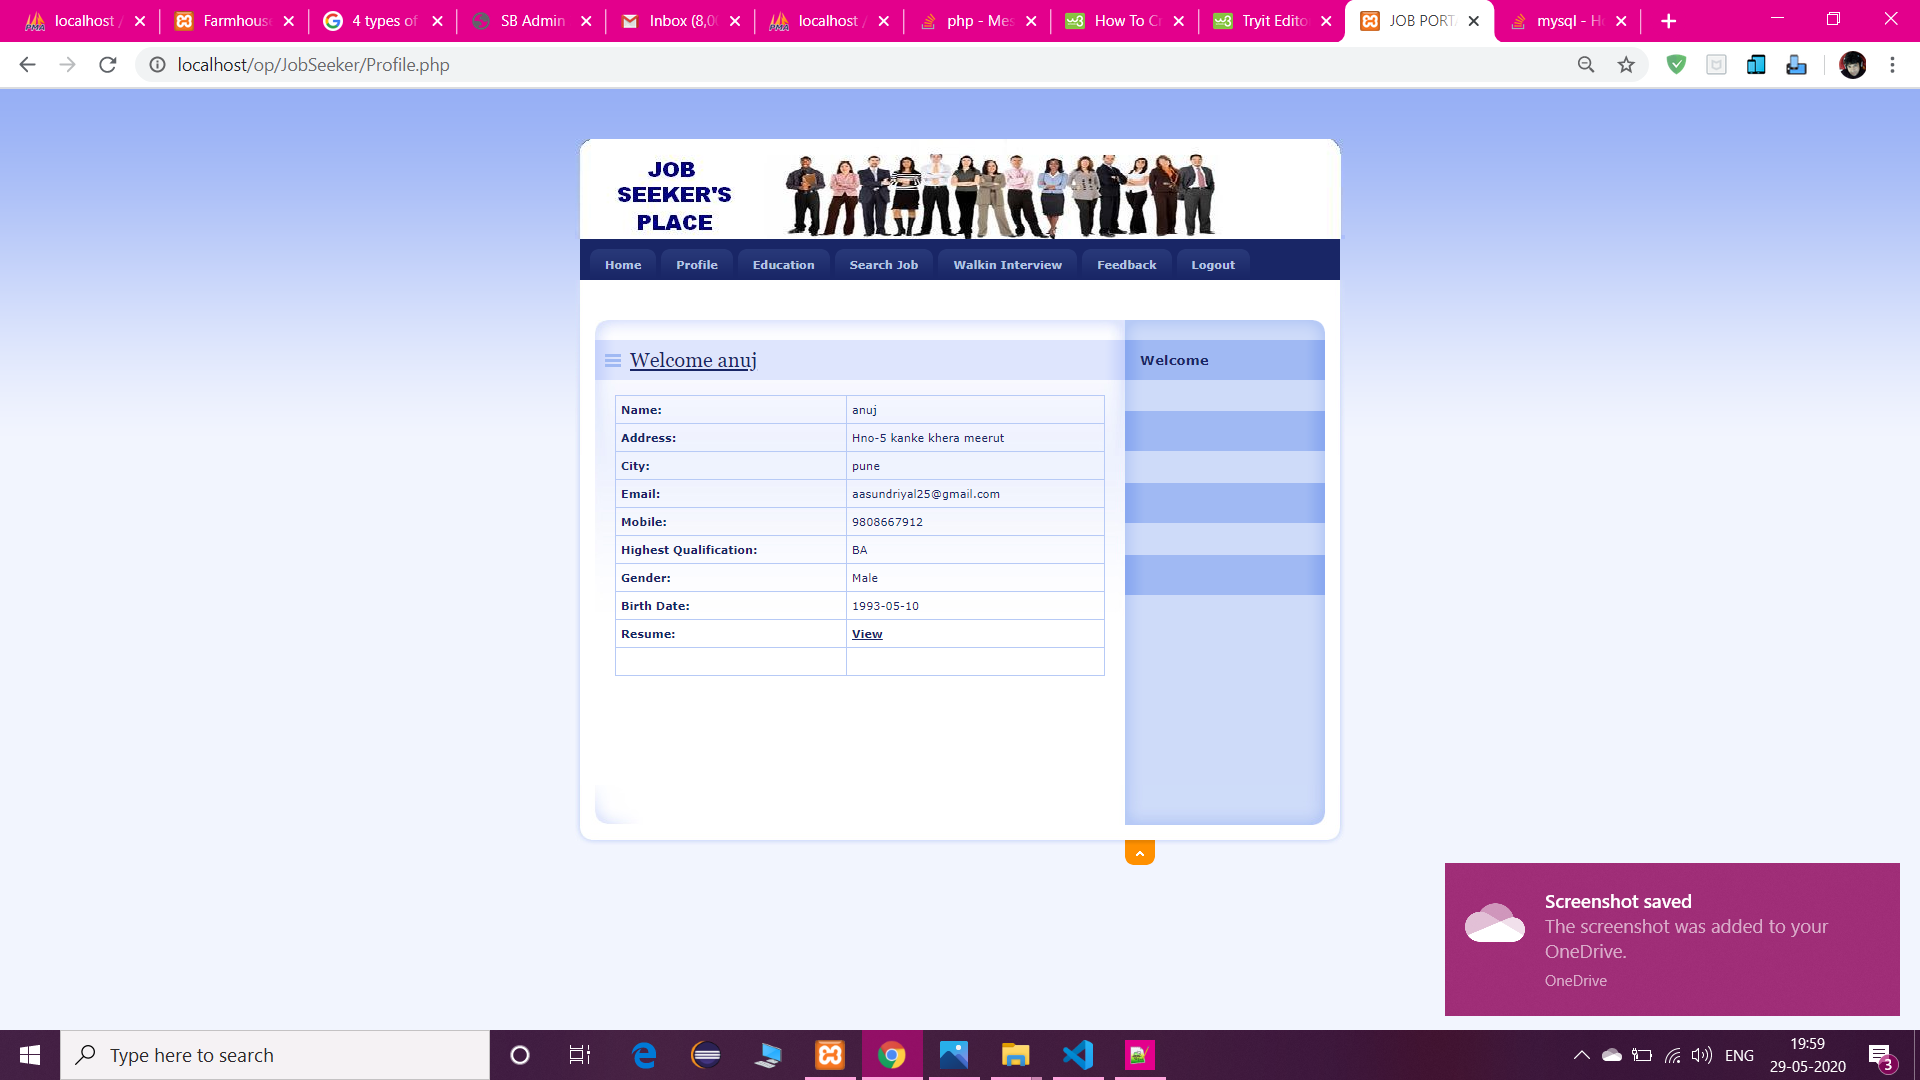 localhost /
Farmhouse
4 types of
SB Admin
Inbox (8,0
localhost /
php - Mes
How To Cr
Tryit Edito
JOB PORT
mysql - Ho
localhost/op/JobSeeker/Profile.php
JOB
SEEKER'S
PLACE
Home
Profile
Education
Search Job
Walkin Interview
Feedback
Logout
Welcome anuj
Welcome
Name: anuj
Address: Hno-5 kanke khera meerut
City: pune
Email: aasundriyal25@gmail.com
Mobile: 9808667912
Highest Qualification: BA
Gender: Male
Birth Date: 1993-05-10
Resume: View
Screenshot saved
The screenshot was added to your
OneDrive.
OneDrive
Type here to search
ENG
19:59
29-05-2020
3